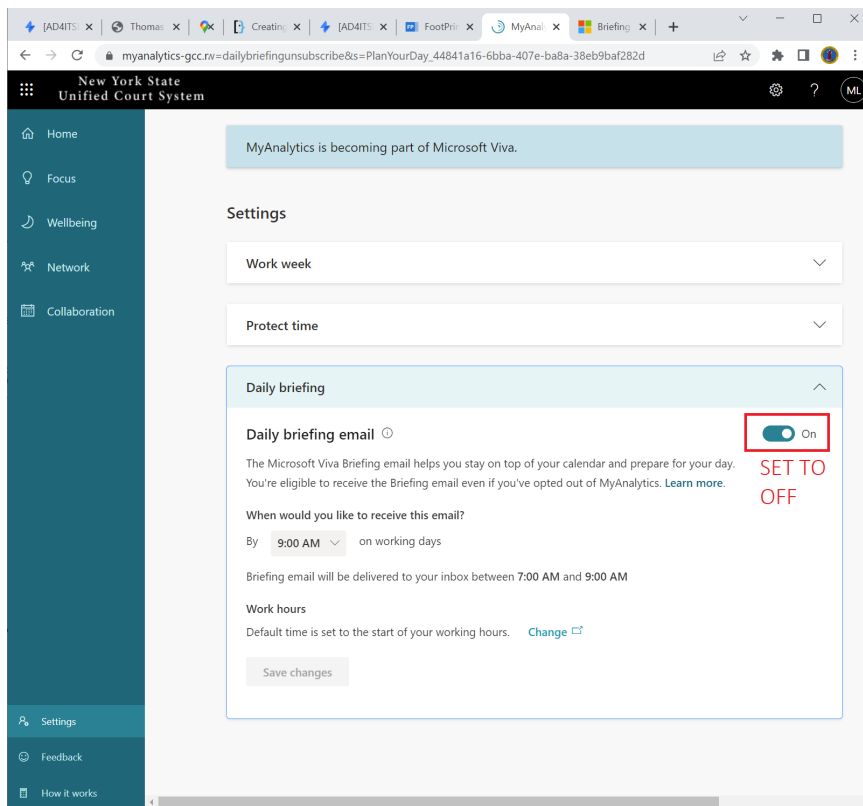 [AD4ITS
Thomas
Creating
[AD4ITS
FootPrin
MyAnaly
Briefing
myanalytics-gcc.rw=dailybriefingunsubscribe&s=PlanYourDay_44841a16-6bba-407e-ba8a-38eb9baf282d
New York State
Unified Court System
ML
Home
Focus
Wellbeing
Network
Collaboration
Settings
Feedback
How it works
MyAnalytics is becoming part of Microsoft Viva.
Settings
Work week
Protect time
Daily briefing
Daily briefing email
On
SET TO
OFF
The Microsoft Viva Briefing email helps you stay on top of your calendar and prepare for your day.
You're eligible to receive the Briefing email even if you've opted out of MyAnalytics. Learn more.
When would you like to receive this email?
By 9:00 AM on working days
Briefing email will be delivered to your inbox between 7:00 AM and 9:00 AM
Work hours
Default time is set to the start of your working hours. Change
Save changes